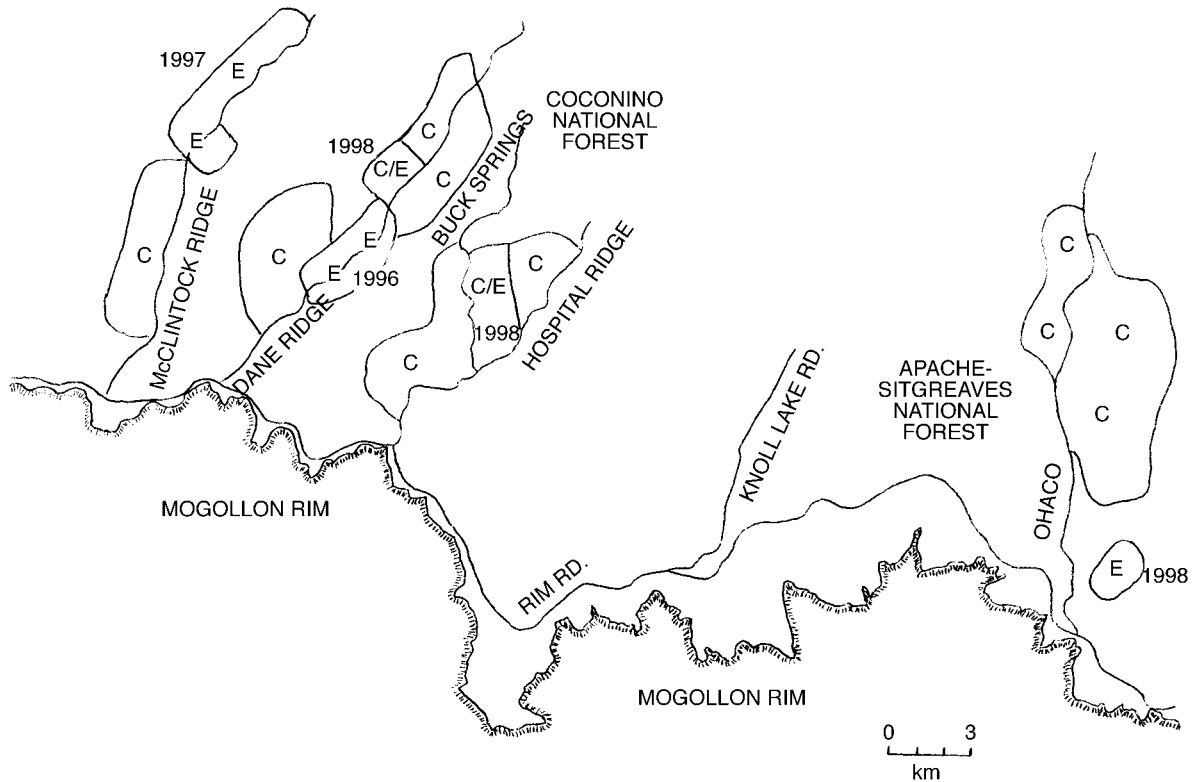 1997
E
E
C
McCLINTOCK RIDGE
COCONINO
NATIONAL
FOREST
1998
C
C/E
C
BUCK SPRINGS
C
E
E
1996
DANE RIDGE
C
C/E
1998
C
HOSPITAL RIDGE
APACHE-
SITGREAVES
NATIONAL
FOREST
C
C
C
C
KNOLL LAKE RD.
OHACO
E
1998
MOGOLLON RIM
RIM RD.
MOGOLLON RIM
0 3
km